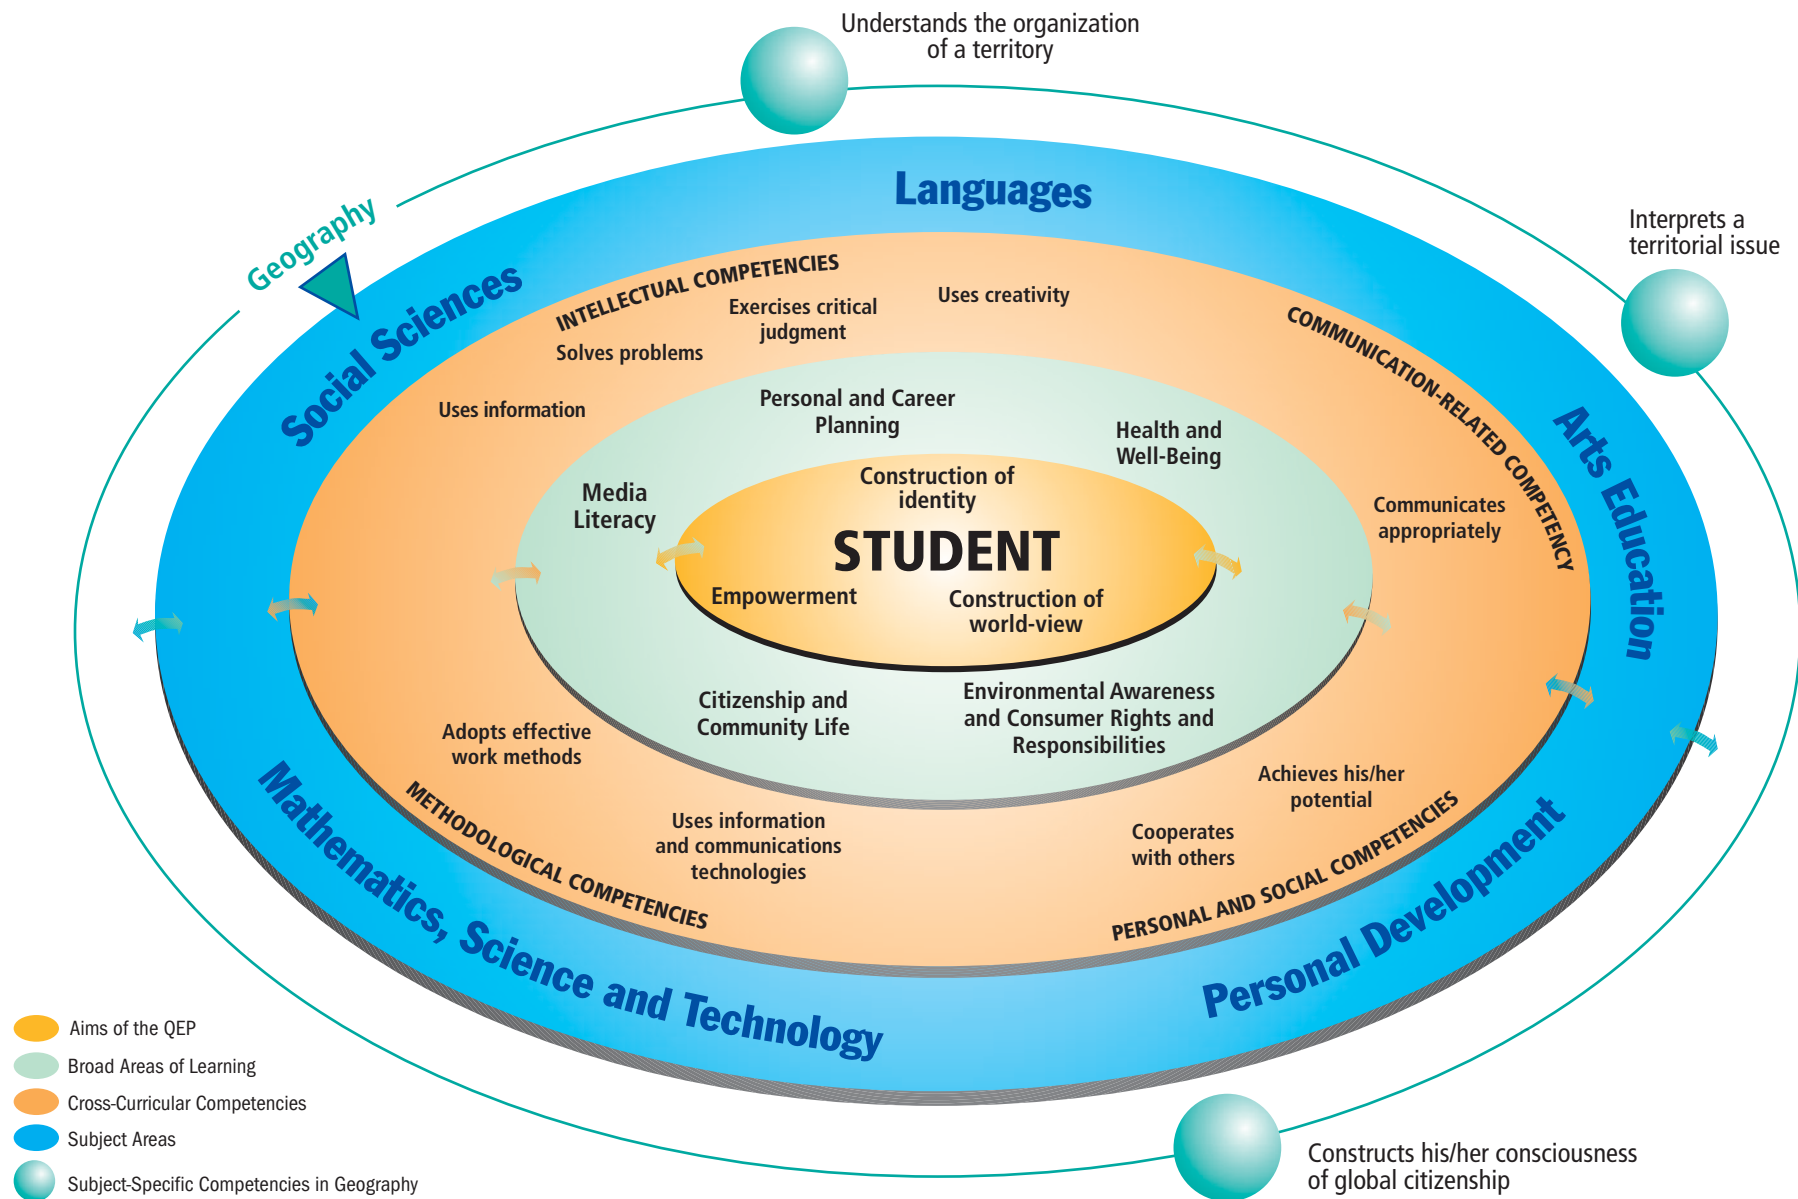 Understands the organization
of a territory
Geography
Languages
Interprets a
territorial issue
Social Sciences
INTELLECTUAL COMPETENCIES
Uses creativity
Exercises critical
judgment
Solves problems
Uses information
COMMUNICATION-RELATED COMPETENCY
Arts Education
Communicates
appropriately
Personal and Career
Planning
Health and
Well-Being
Media
Literacy
Construction of
identity
STUDENT
Empowerment
Construction of
world-view
Citizenship and
Community Life
Environmental Awareness
and Consumer Rights and
Responsibilities
Adopts effective
work methods
METHODOLOGICAL COMPETENCIES
Uses information
and communications
technologies
Achieves his/her
potential
Cooperates
with others
PERSONAL AND SOCIAL COMPETENCIES
Mathematics, Science and Technology
Personal Development
Aims of the QEP
Broad Areas of Learning
Cross-Curricular Competencies
Subject Areas
Subject-Specific Competencies in Geography
Constructs his/her consciousness
of global citizenship